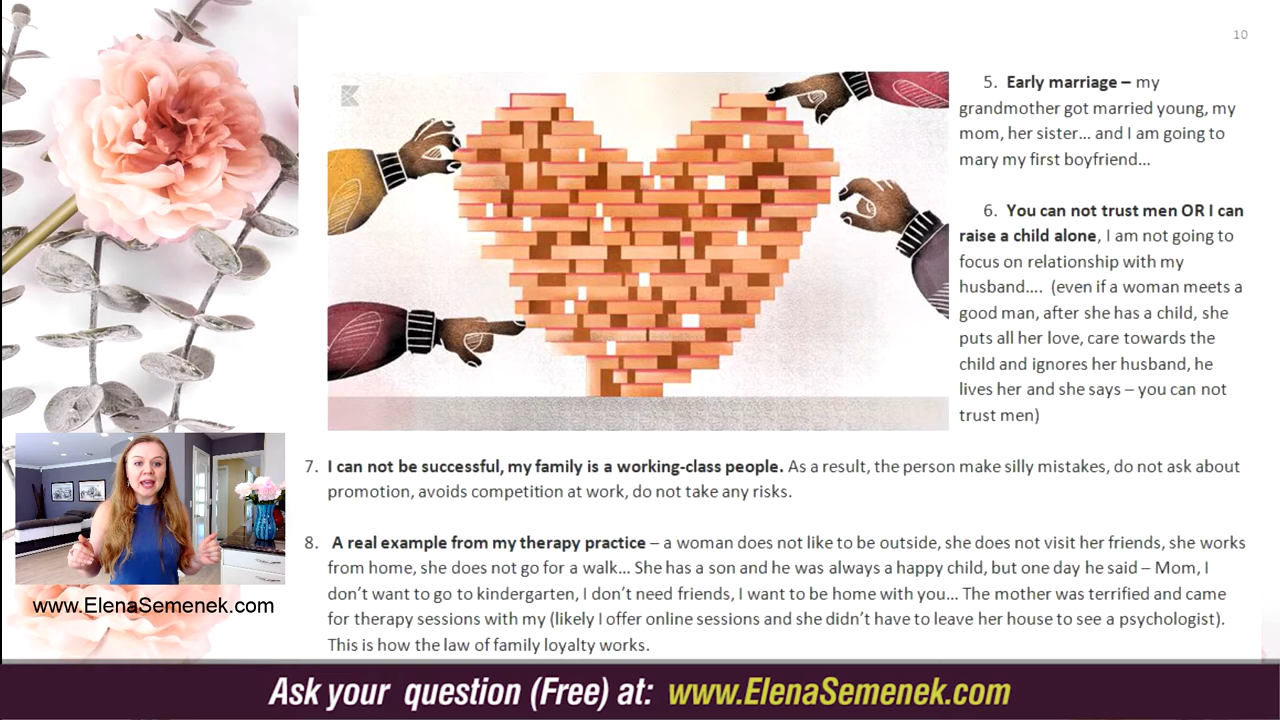 10
5. Early marriage – my
grandmother got married young, my
mom, her sister... and I am going to
mary my first boyfriend...
6. You can not trust men OR I can
raise a child alone, I am not going to
focus on relationship with my
husband.... (even if a woman meets a
good man, after she has a child, she
puts all her love, care towards the
child and ignores her husband, he
lives her and she says – you can not
trust men)
7. I can not be successful, my family is a working-class people. As a result, the person make silly mistakes, do not ask about
promotion, avoids competition at work, do not take any risks.
8. A real example from my therapy practice – a woman does not like to be outside, she does not visit her friends, she works
from home, she does not go for a walk... She has a son and he was always a happy child, but one day he said – Mom, I
don't want to go to kindergarten, I don't need friends, I want to be home with you... The mother was terrified and came
for therapy sessions with my (likely I offer online sessions and she didn't have to leave her house to see a psychologist).
This is how the law of family loyalty works.
www.ElenaSemenek.com
Ask your question (Free) at: www.ElenaSemenek.com